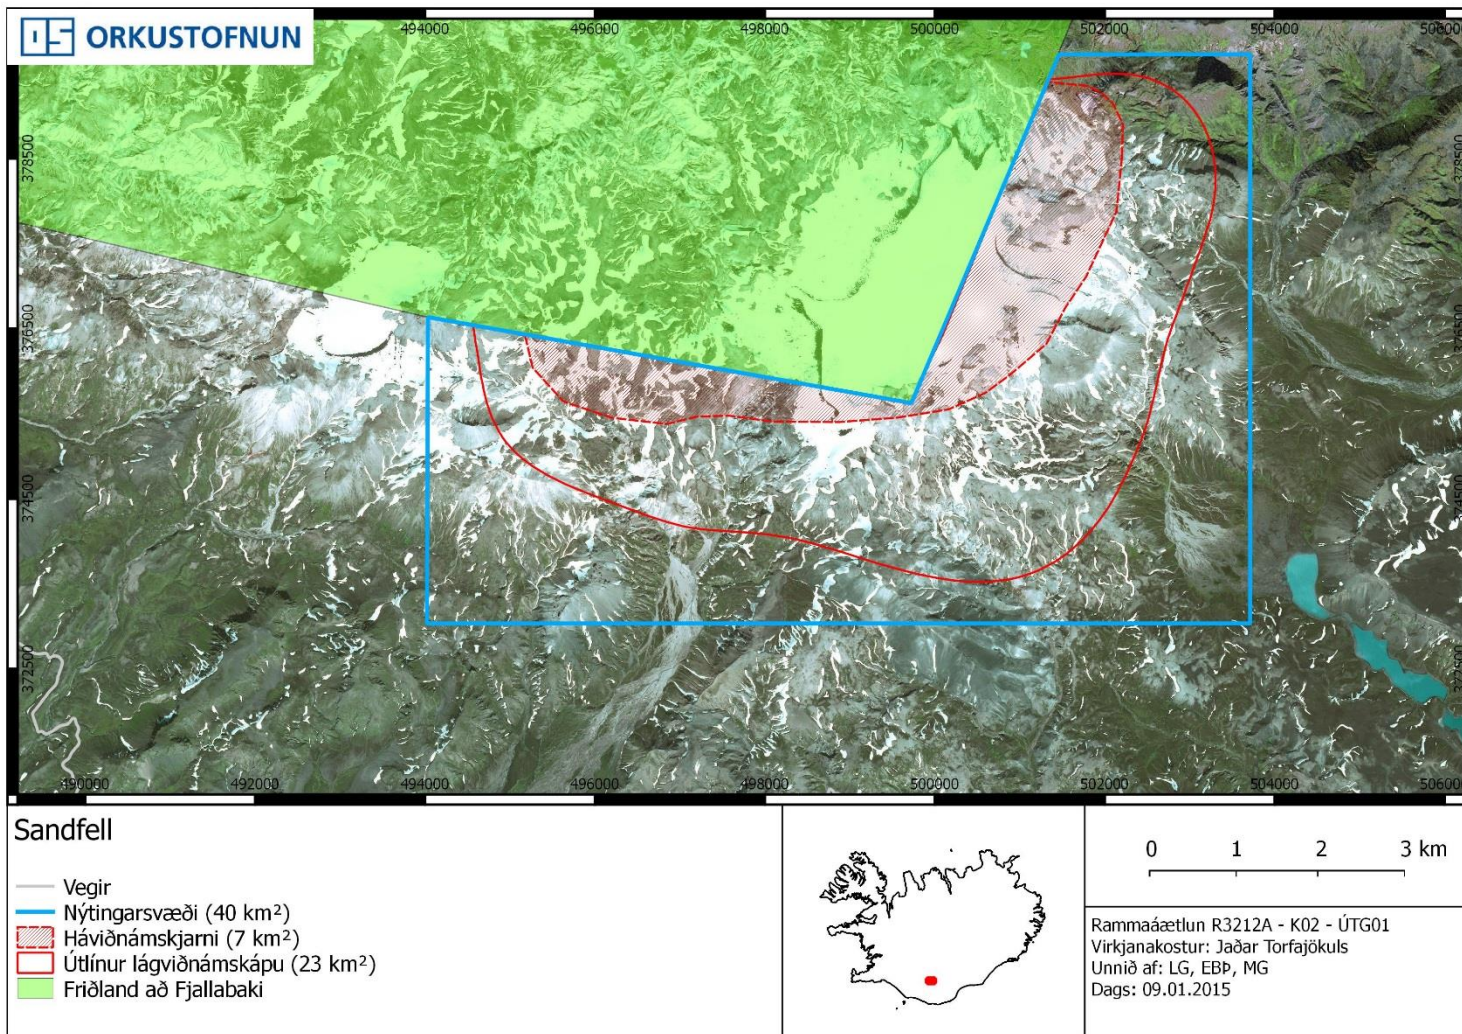 OS ORKUSTOFNUN
494000 496000 498000 500000 502000 504000 506000
378500 378500
376500 376500
374500 374500
372500 372500
490000 492000 494000 496000 498000 500000 502000 504000 506000
Sandfell
Vegir
Nýtingarsvæði (40 km²)
Háviðnámskjarni (7 km²)
Útlínur lágviðnámskápu (23 km²)
Friðland að Fjallabaki
0 1 2 3 km
Rammaáætlun R3212A - K02 - ÚTG01
Virkjanakostur: Jaðar Torfajökuls
Unnið af: LG, EBÞ, MG
Dags: 09.01.2015